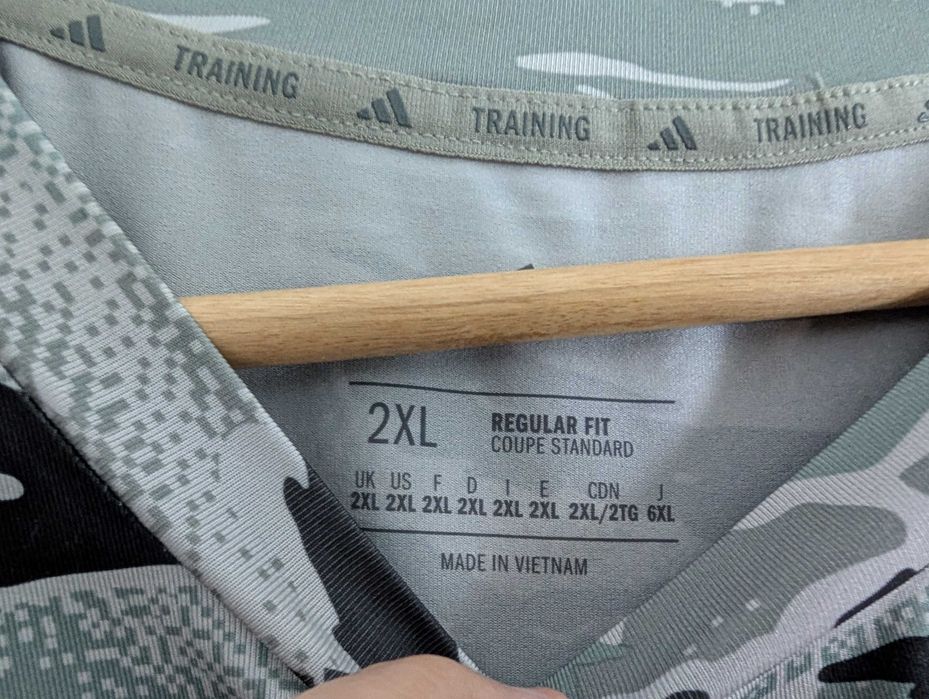 TRAINING TRAINING TRAINING
2XL
REGULAR FIT
COUPE STANDARD
UK US F D I E CDN J
2XL 2XL 2XL 2XL 2XL 2XL 2XL/2TG 6XL
MADE IN VIETNAM